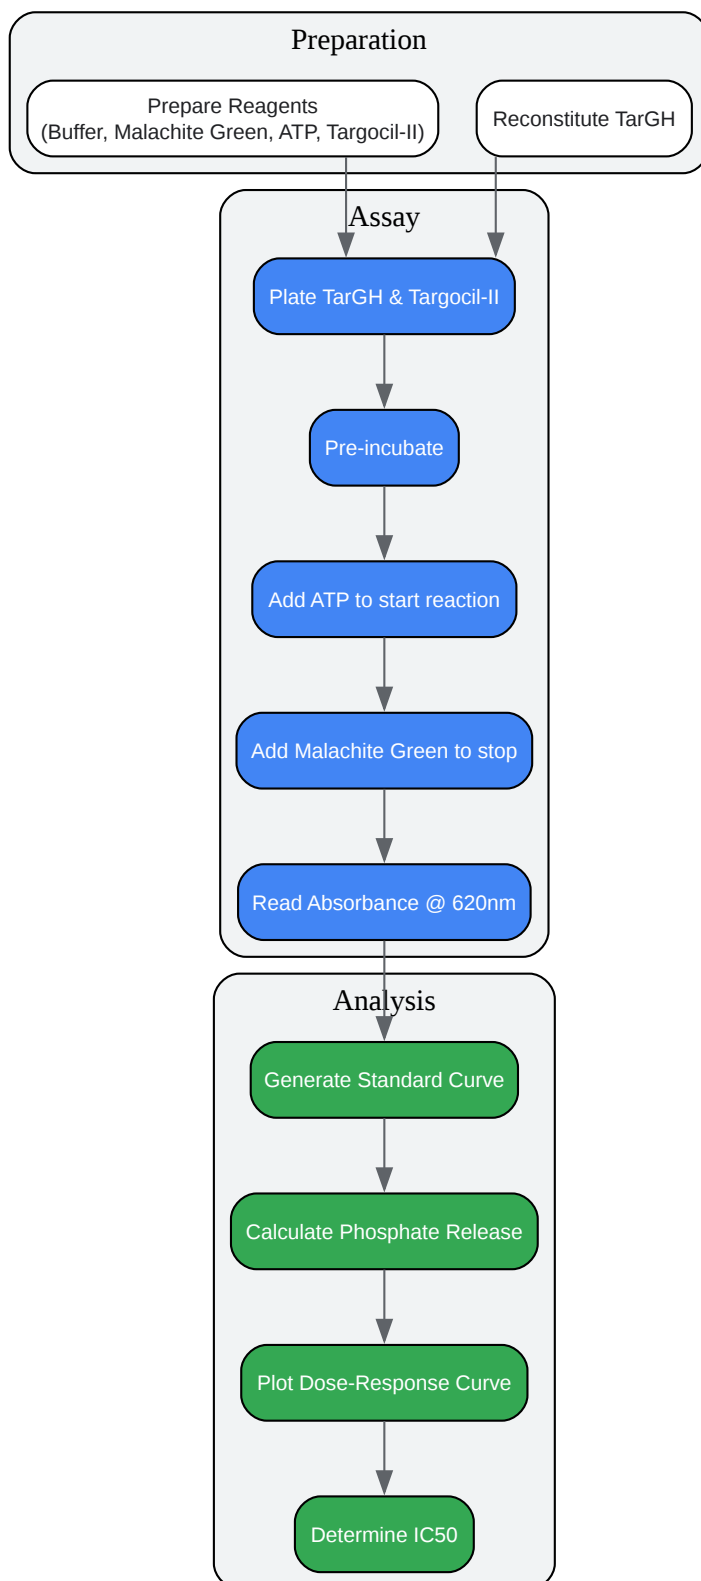 Preparation
Prepare Reagents
(Buffer, Malachite Green, ATP, Targocil-II)
Reconstitute TarGH
Assay
Plate TarGH & Targocil-II
Pre-incubate
Add ATP to start reaction
Add Malachite Green to stop
Read Absorbance @ 620nm
Analysis
Generate Standard Curve
Calculate Phosphate Release
Plot Dose-Response Curve
Determine IC50